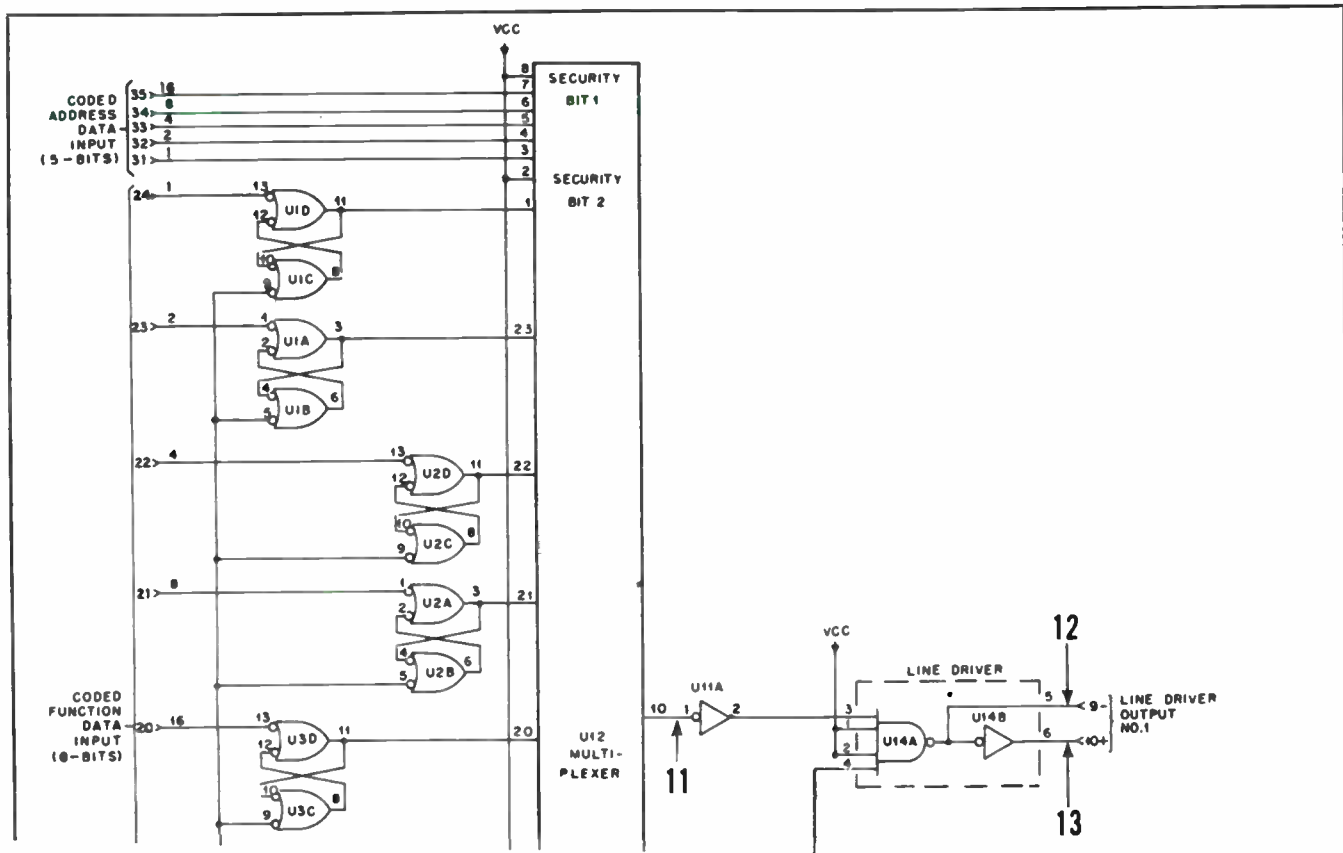 VCC
CODED
ADDRESS
DATA
INPUT
(5-BITS)
35 16
34 8
33 4
32 2
31 1
8
7
6
5
4
3
2
1
SECURITY
BIT 1
SECURITY
BIT 2
24 1
13
12
U1D
11
10
9
U1C
8
23 2
1
2
U1A
3
23
4
5
U1B
6
22 4
13
12
U2D
11
22
10
9
U2C
8
21 8
1
2
U2A
3
21
4
5
U2B
6
CODED
FUNCTION
DATA
INPUT
(8-BITS)
20 16
13
12
U3D
11
20
10
9
U3C
8
U12
MULTI-
PLEXER
10
11
1
U11A
2
VCC
LINE DRIVER
3
1
2
4
U14A
U14B
5
6
12
13
9-
10+
LINE DRIVER
OUTPUT
NO.1